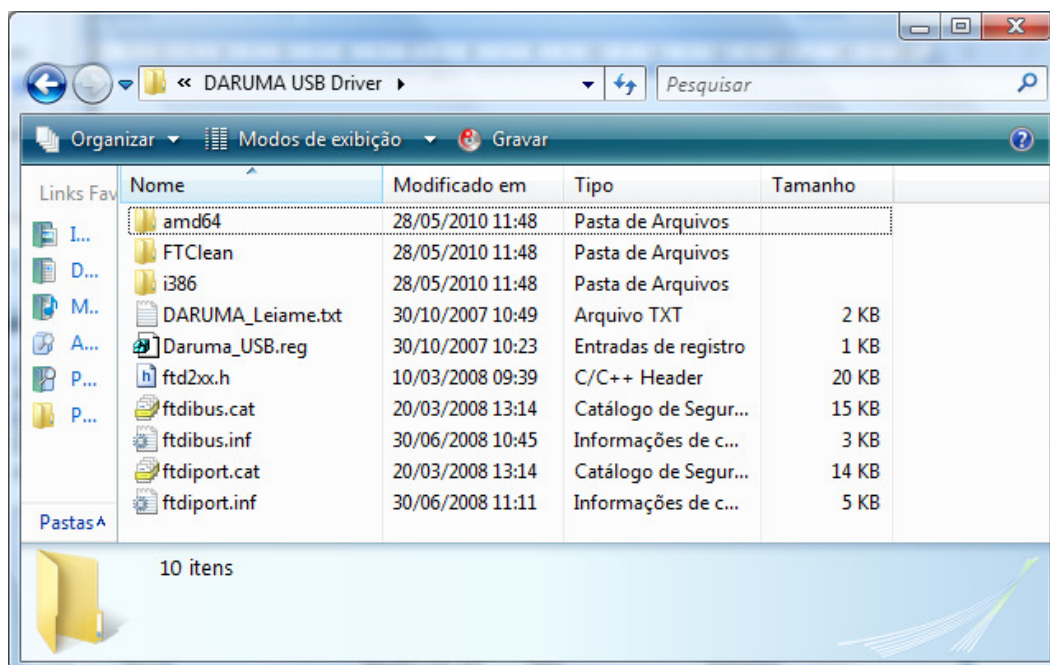 « DARUMA USB Driver
Pesquisar
Organizar Modos de exibição Gravar
Links Fav
Nome Modificado em Tipo Tamanho
amd64 28/05/2010 11:48 Pasta de Arquivos
I... FTClean 28/05/2010 11:48 Pasta de Arquivos
D... i386 28/05/2010 11:48 Pasta de Arquivos
M.. DARUMA_Leiame.txt 30/10/2007 10:49 Arquivo TXT 2 KB
A... Daruma_USB.reg 30/10/2007 10:23 Entradas de registro 1 KB
P... ftd2xx.h 10/03/2008 09:39 C/C++ Header 20 KB
P... ftdibus.cat 20/03/2008 13:14 Catálogo de Segur... 15 KB
ftdibus.inf 30/06/2008 10:45 Informações de c... 3 KB
ftdiport.cat 20/03/2008 13:14 Catálogo de Segur... 14 KB
ftdiport.inf 30/06/2008 11:11 Informações de c... 5 KB
Pastas
10 itens